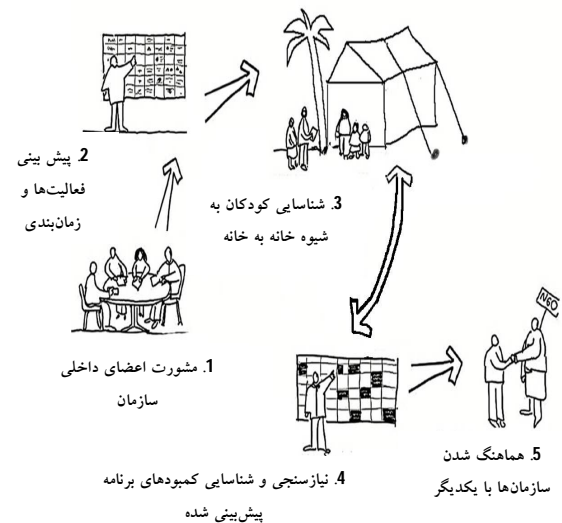 1. مشورت اعضای داخلی
سازمان
2. پیش بینی
فعالیت‌ها و
زمان‌بندی
3. شناسایی کودکان به
شیوه خانه به خانه
4. نیازسنجی و شناسایی کمبودهای برنامه
پیش‌بینی شده
5. هماهنگ شدن
سازمان‌ها با یکدیگر
NGO